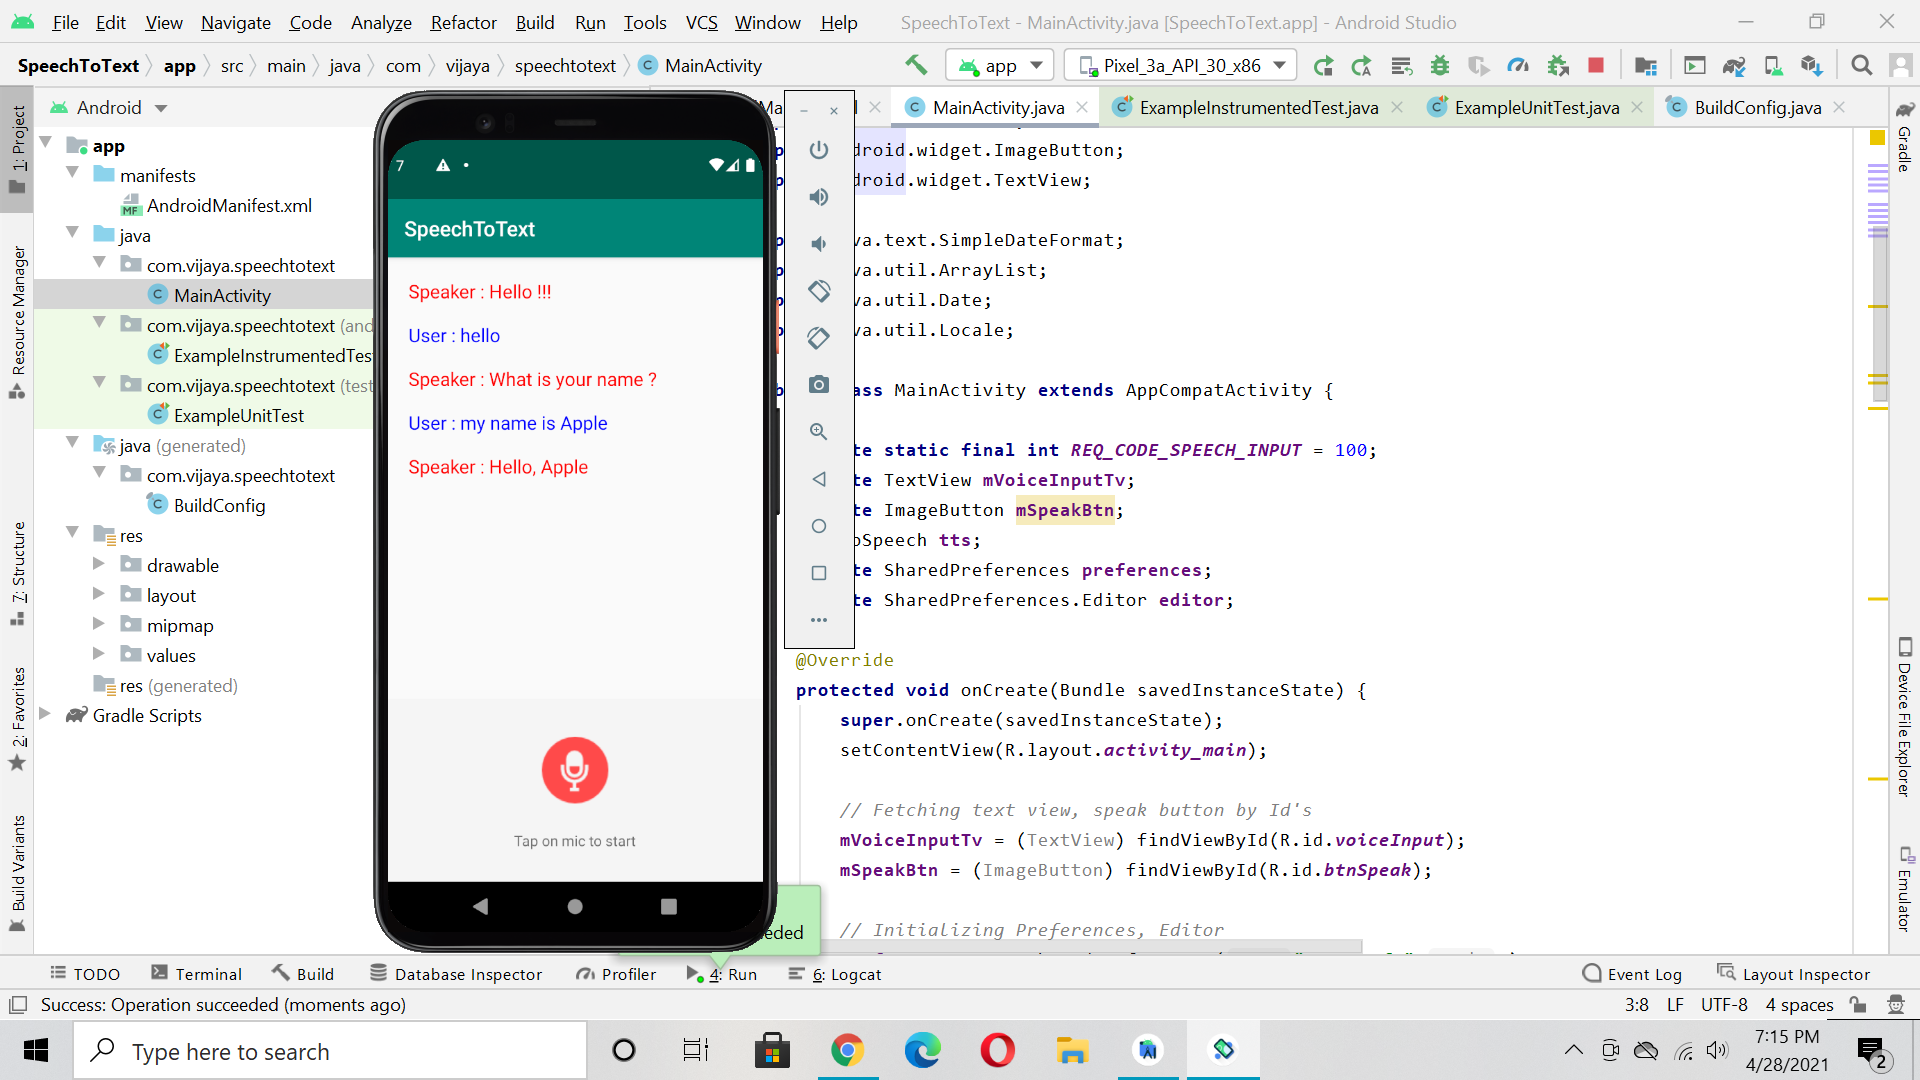 File Edit View Navigate Code Analyze Refactor Build Run Tools VCS Window Help SpeechToText - MainActivity.java [SpeechToText.app] - Android Studio
SpeechToText app src main java com vijaya speechtotext MainActivity app Pixel_3a_API_30_x86
Android
MainActivity.java ExampleInstrumentedTest.java ExampleUnitTest.java BuildConfig.java
1: Project
Resource Manager
7: Structure
2: Favorites
Build Variants
app
manifests
MF AndroidManifest.xml
java
com.vijaya.speechtotext
MainActivity
com.vijaya.speechtotext (and
ExampleInstrumentedTes
com.vijaya.speechtotext (test
ExampleUnitTest
java (generated)
com.vijaya.speechtotext
BuildConfig
res
drawable
layout
mipmap
values
res (generated)
Gradle Scripts
7
SpeechToText
Speaker : Hello !!!
User : hello
Speaker : What is your name ?
User : my name is Apple
Speaker : Hello, Apple
Tap on mic to start
eded
droid.widget.ImageButton;
droid.widget.TextView;
va.text.SimpleDateFormat;
va.util.ArrayList;
va.util.Date;
va.util.Locale;
ass MainActivity extends AppCompatActivity {
te static final int REQ_CODE_SPEECH_INPUT = 100;
te TextView mVoiceInputTv;
te ImageButton mSpeakBtn;
oSpeech tts;
te SharedPreferences preferences;
te SharedPreferences.Editor editor;
@Override
protected void onCreate(Bundle savedInstanceState) {
super.onCreate(savedInstanceState);
setContentView(R.layout.activity_main);
// Fetching text view, speak button by Id's
mVoiceInputTv = (TextView) findViewById(R.id.voiceInput);
mSpeakBtn = (ImageButton) findViewById(R.id.btnSpeak);
// Initializing Preferences, Editor
Gradle
Device File Explorer
Emulator
TODO Terminal Build Database Inspector Profiler 4: Run 6: Logcat Event Log Layout Inspector
Success: Operation succeeded (moments ago) 3:8 LF UTF-8 4 spaces
Type here to search
7:15 PM
4/28/2021
2